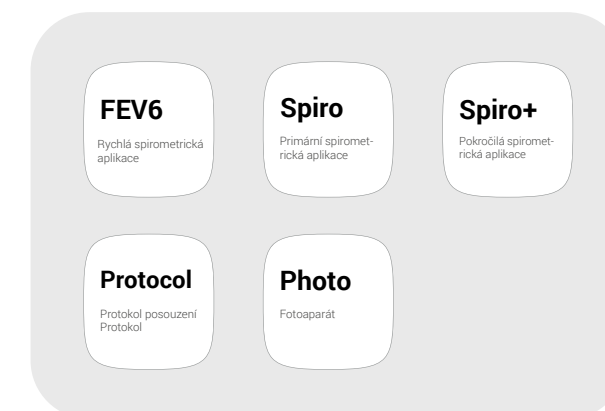 FEV6
Rychlá spirometrická
aplikace
Spiro
Primární spiromet-
rická aplikace
Spiro+
Pokročilá spiromet-
rická aplikace
Protocol
Protokol posouzení
Protokol
Photo
Fotoaparát